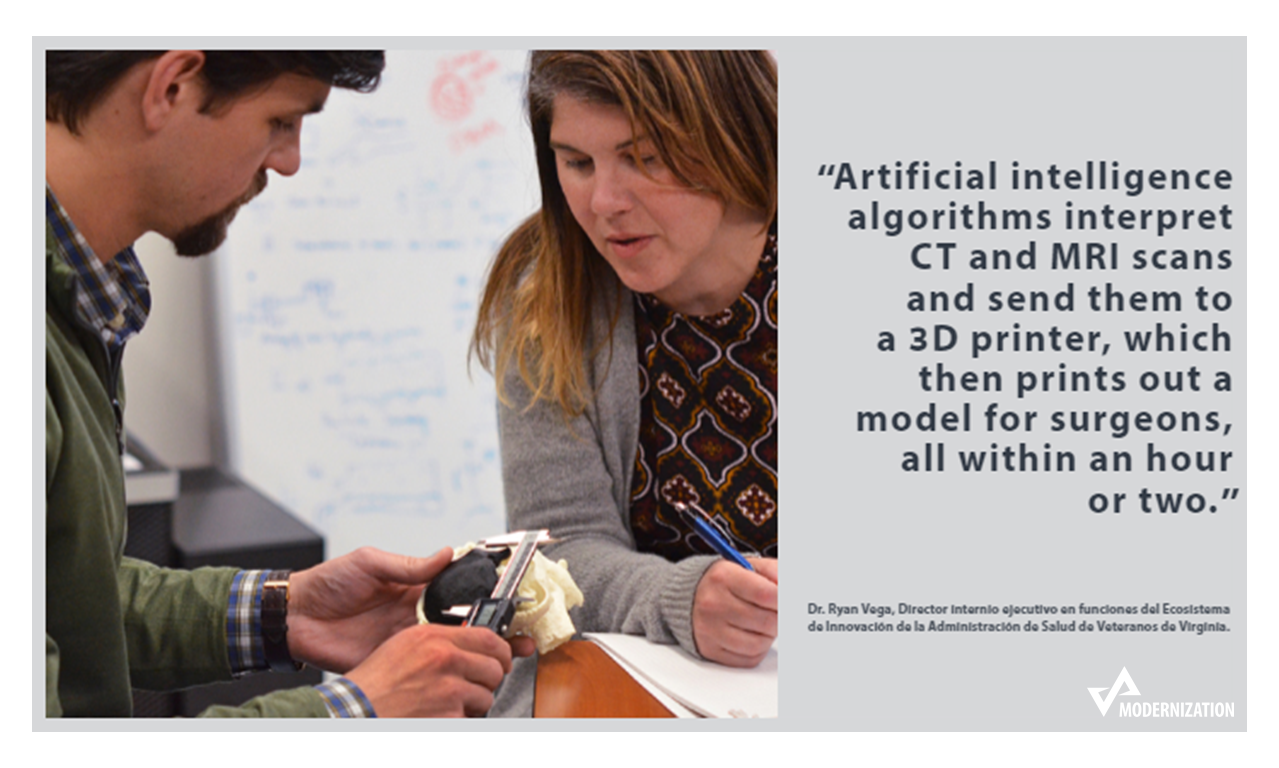 “Artificial intelligence
algorithms interpret
CT and MRI scans
and send them to
a 3D printer, which
then prints out a
model for surgeons,
all within an hour
or two.”
Dr. Ryan Vega, Director internio ejecutivo en funciones del Ecosistema
de Innovación de la Administración de Salud de Veteranos de Virginia.
MODERNIZATION